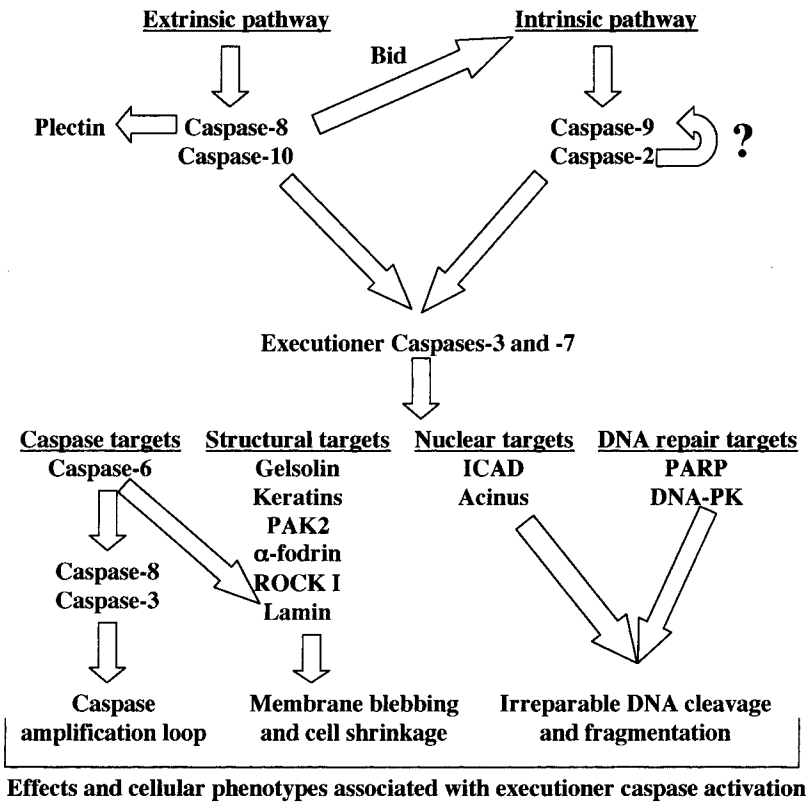 Extrinsic pathway
Intrinsic pathway
Bid
Plectin
Caspase-8
Caspase-10
Caspase-9
Caspase-2
?
Executioner Caspases-3 and -7
Caspase targets
Caspase-6
Structural targets
Gelsolin
Keratins
PAK2
α-fodrin
ROCK I
Lamin
Nuclear targets
ICAD
Acinus
DNA repair targets
PARP
DNA-PK
Caspase-8
Caspase-3
Caspase
amplification loop
Membrane blebbing
and cell shrinkage
Irreparable DNA cleavage
and fragmentation
Effects and cellular phenotypes associated with executioner caspase activation